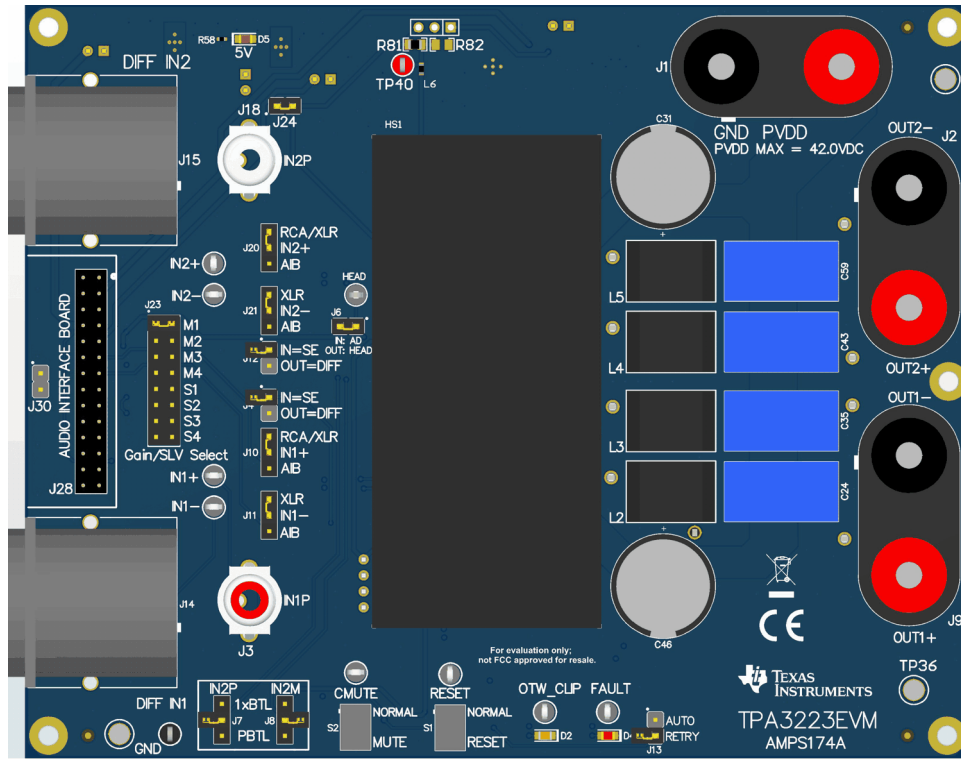 R58
D5
5V
R81
R82
TP40
L6
DIFF IN2
J18
J24
J15
IN2P
HS1
J1
C31
GND PVDD
PVDD MAX = 42.0VDC
OUT2-
J2
RCA/XLR
J20
IN2+
AIB
IN2+
IN2-
XLR
J21
IN2-
AIB
HEAD
J6
IN: AD
OUT: HEAD
J23
M1
M2
M3
M4
S1
S2
S3
S4
Gain/SLV Select
IN=SE
J12
OUT=DIFF
IN=SE
OUT=DIFF
RCA/XLR
J10
IN1+
AIB
IN1+
IN1-
XLR
J11
IN1-
AIB
J30
AUDIO INTERFACE BOARD
J28
L5
C59
L4
C43
L3
C35
L2
C24
OUT2+
OUT1-
J14
IN1P
J3
C46
CE
J9
OUT1+
For evaluation only;
not FCC approved for resale.
TP36
TEXAS
INSTRUMENTS
TPA3223EVM
AMPS174A
DIFF IN1
GND
IN2P
IN2M
1xBTL
J7
J8
PBTL
CMUTE
NORMAL
S2
MUTE
RESET
NORMAL
S1
RESET
OTW_CLIP
D2
FAULT
AUTO
RETRY
J13